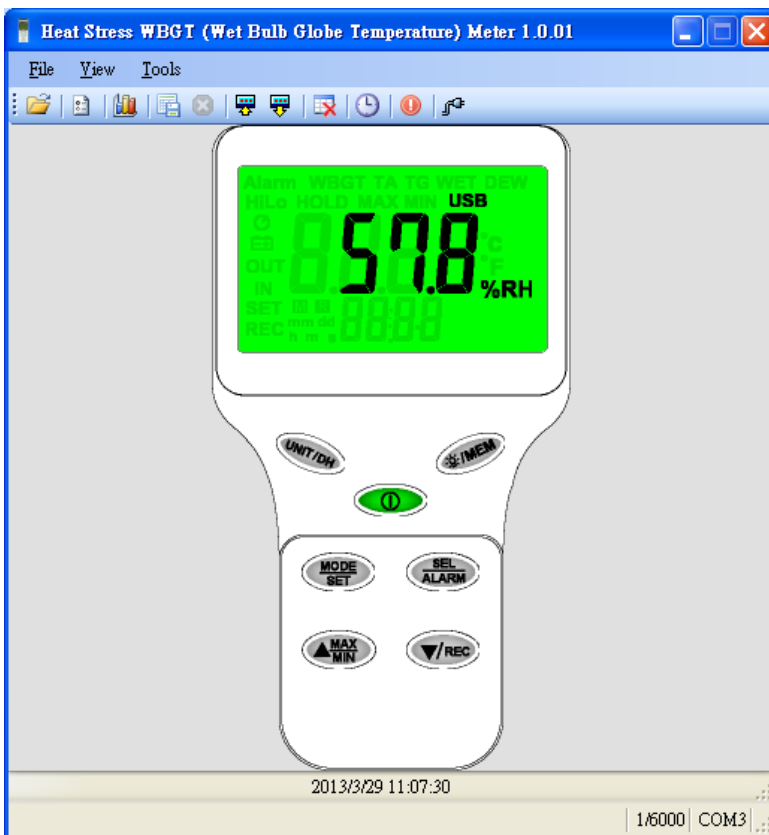 Heat Stress WBGT (Wet Bulb Globe Temperature) Meter 1.0.01
File View Tools
Alarm WBGT TA TG WET DEW
HiLo HOLD MAX MIN USB
57.8
°C
OUT °F
IN %RH
SET
REC mm dd 88:88
h m s
UNIT/DH /MEM
MODE SEL
SET ALARM
▲ MAX ▼/REC
MIN
2013/3/29 11:07:30
1/6000 COM3